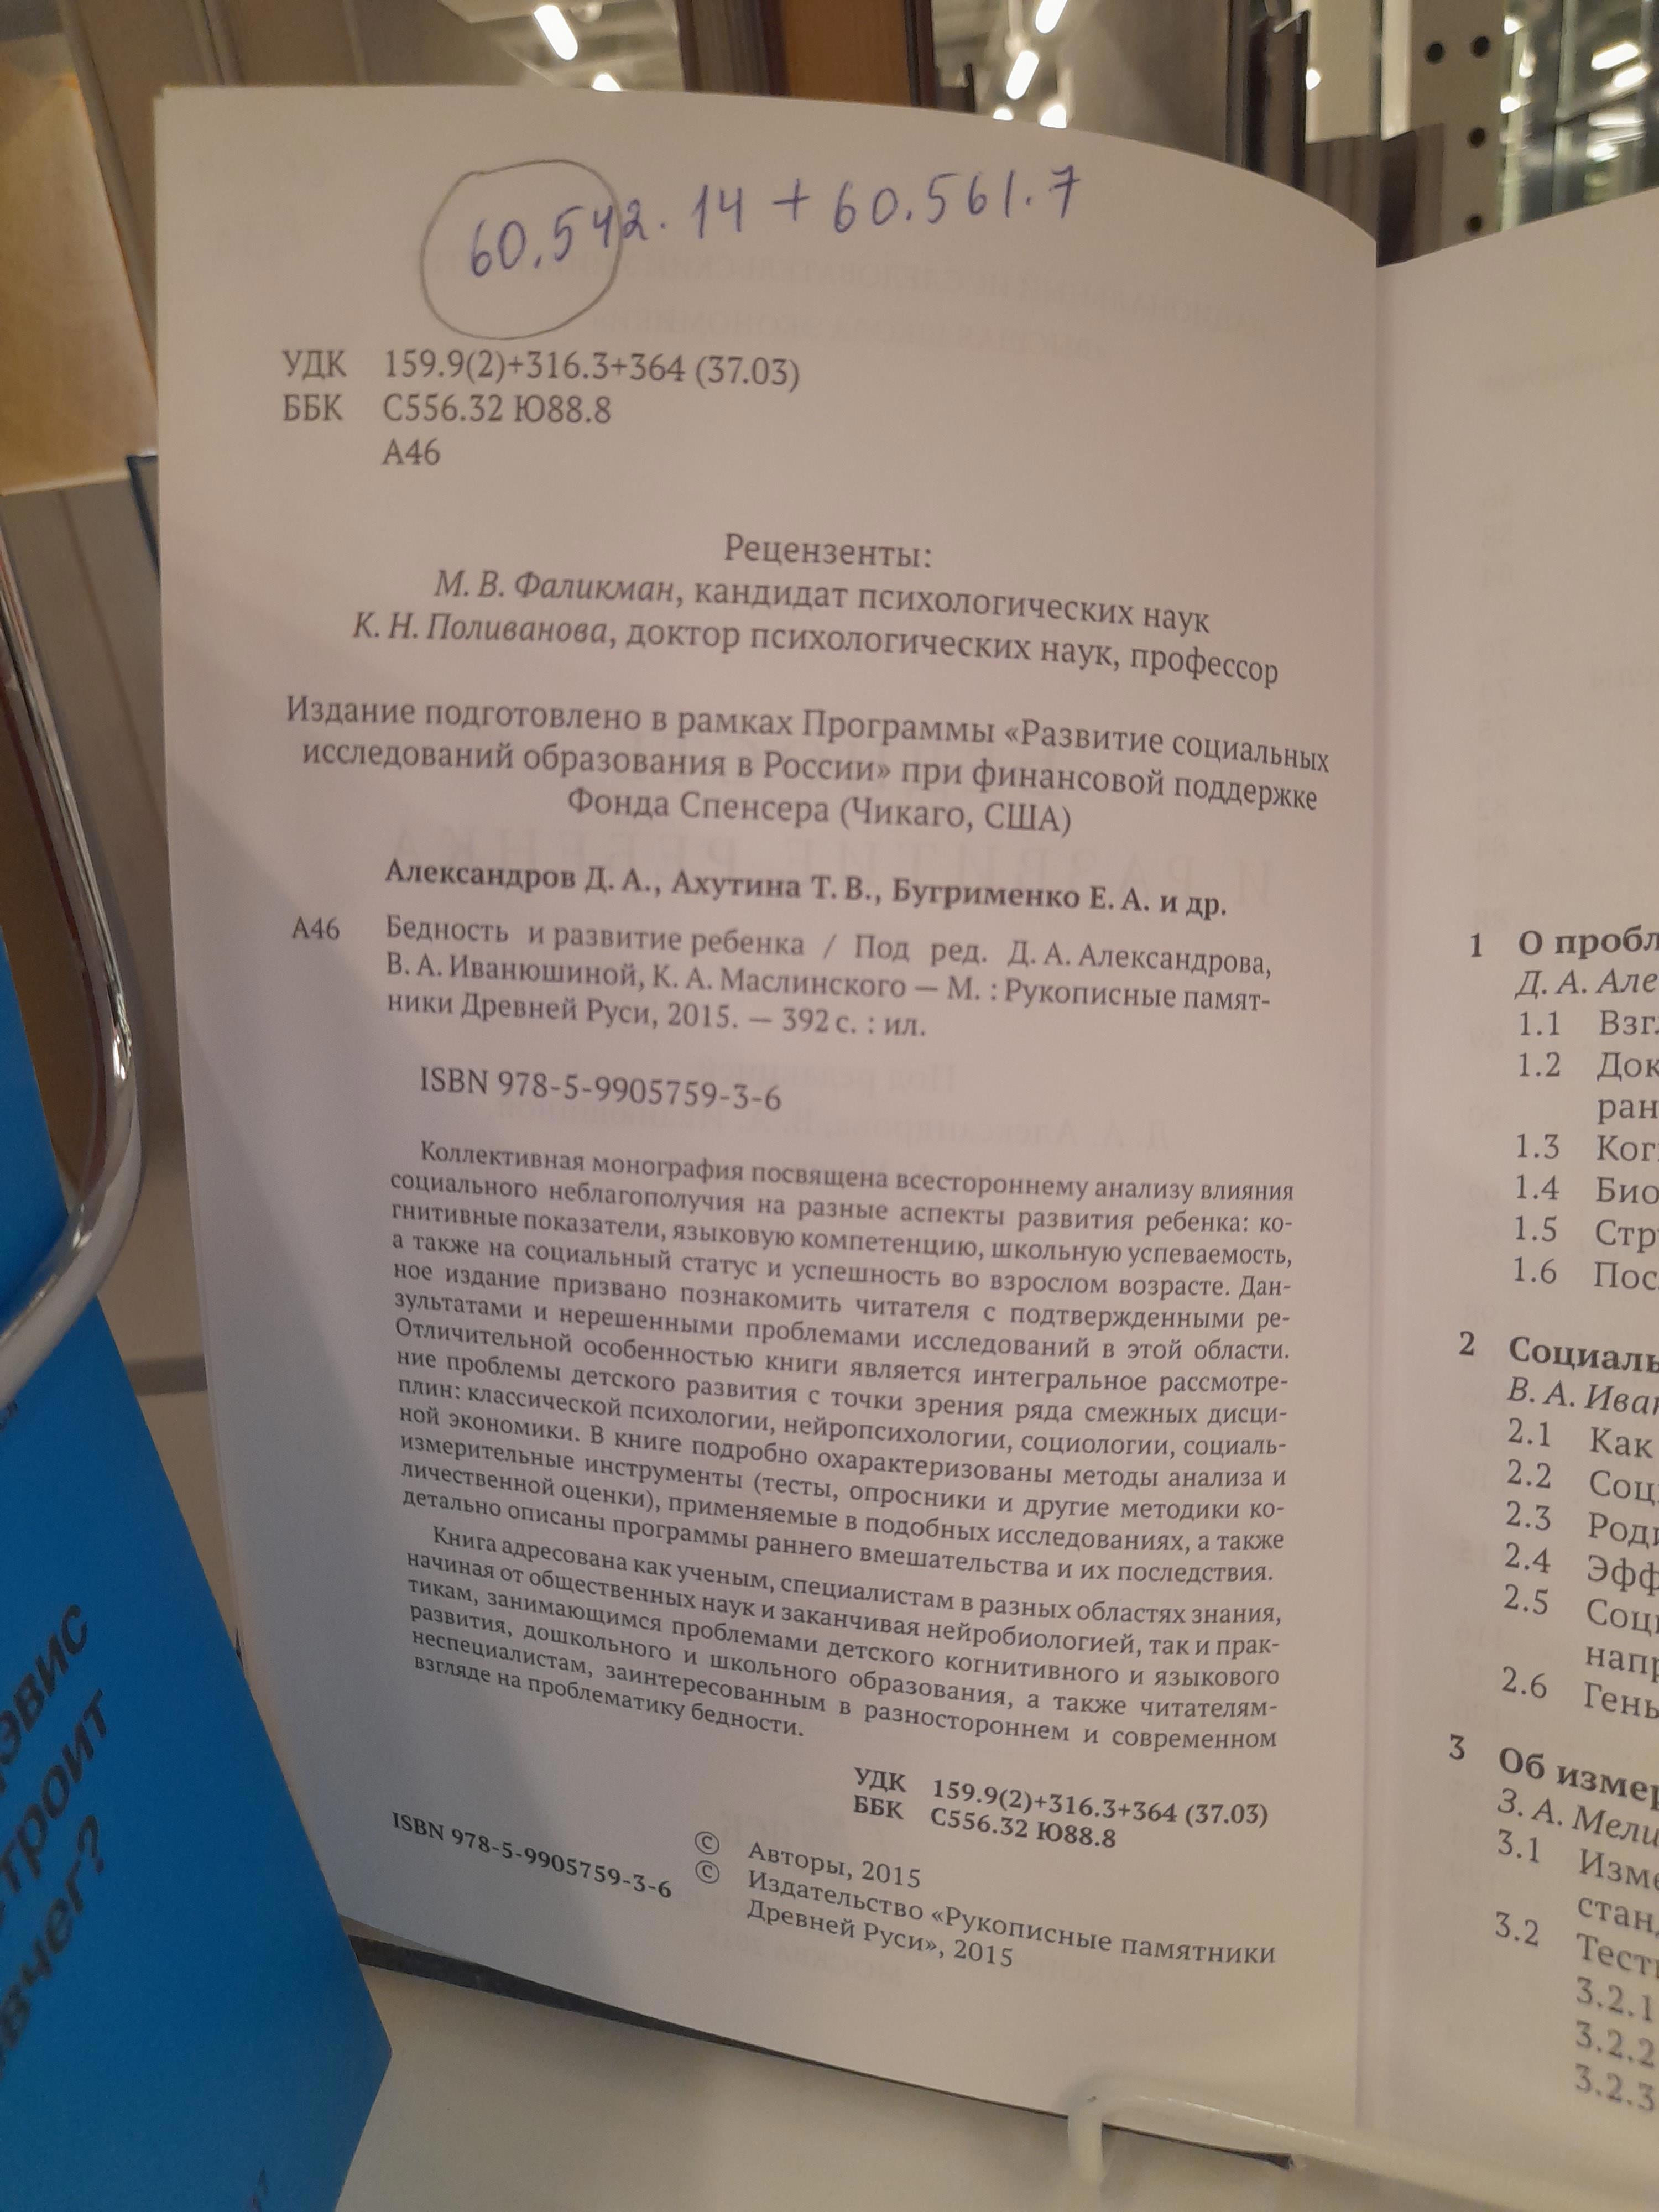 60.542.14 + 60.561.7
УДК 159.9(2)+316.3+364 (37.03)
ББК С556.32 Ю88.8
А46
Рецензенты:
М. В. Фаликман, кандидат психологических наук
К. Н. Поливанова, доктор психологических наук, профессор
Издание подготовлено в рамках Программы «Развитие социальных
исследований образования в России» при финансовой поддержке
Фонда Спенсера (Чикаго, США)
Александров Д. А., Ахутина Т. В., Бугрименко Е. А. и др.
А46 Бедность и развитие ребенка / Под ред. Д. А. Александрова,
В. А. Иванюшиной, К. А. Маслинского — М. : Рукописные памят-
ники Древней Руси, 2015. — 392 с. : ил.
ISBN 978-5-9905759-3-6
Коллективная монография посвящена всестороннему анализу влияния
социального неблагополучия на разные аспекты развития ребенка: ко-
гнитивные показатели, языковую компетенцию, школьную успеваемость,
а также на социальный статус и успешность во взрослом возрасте. Дан-
ное издание призвано познакомить читателя с подтвержденными ре-
зультатами и нерешенными проблемами исследований в этой области.
Отличительной особенностью книги является интегральное рассмотре-
ние проблемы детского развития с точки зрения ряда смежных дисци-
плин: классической психологии, нейропсихологии, социологии, социаль-
ной экономики. В книге подробно охарактеризованы методы анализа и
измерительные инструменты (тесты, опросники и другие методики ко-
личественной оценки), применяемые в подобных исследованиях, а также
детально описаны программы раннего вмешательства и их последствия.
Книга адресована как ученым, специалистам в разных областях знания,
начиная от общественных наук и заканчивая нейробиологией, так и прак-
тикам, занимающимся проблемами детского когнитивного и языкового
развития, дошкольного и школьного образования, а также читателям-
неспециалистам, заинтересованным в разностороннем и современном
взгляде на проблематику бедности.
УДК 159.9(2)+316.3+364 (37.03)
ББК С556.32 Ю88.8
ISBN 978-5-9905759-3-6
© Авторы, 2015
© Издательство «Рукописные памятники
Древней Руси», 2015
1 О пробл
Д. А. Але
1.1 Взг
1.2 Док
ран
1.3 Ког
1.4 Био
1.5 Стр
1.6 Пос
2 Социаль
В. А. Иван
2.1 Как
2.2 Соц
2.3 Роди
2.4 Эфф
2.5 Соци
напр
2.6 Гень
3 Об измер
З. А. Мели
3.1 Изме
стан
3.2 Тест
3.2.1
3.2.2
3.2.3
эвис
троит
вчег?